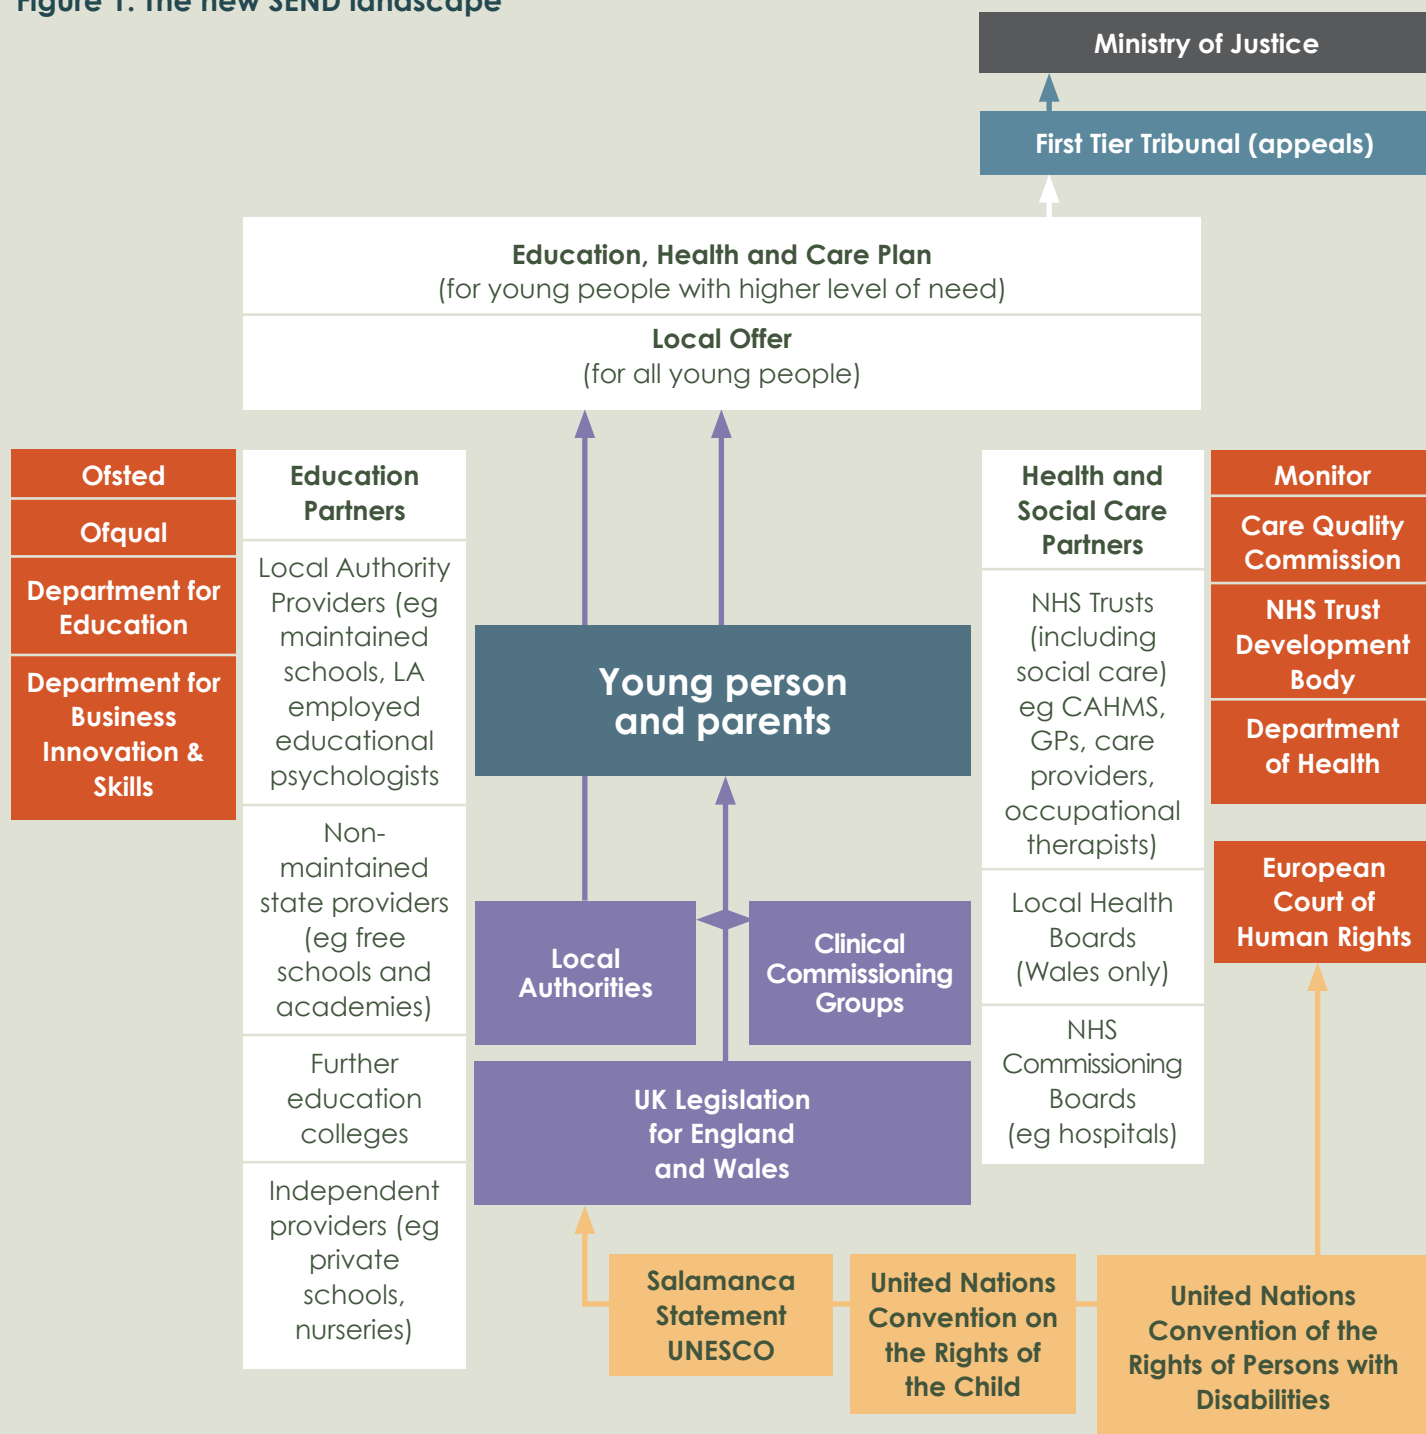 Figure 1: The new SEND landscape
Ministry of Justice
First Tier Tribunal (appeals)
Education, Health and Care Plan
(for young people with higher level of need)
Local Offer
(for all young people)
Ofsted
Ofqual
Department for
Education
Department for
Business
Innovation &
Skills
Education
Partners
Local Authority
Providers (eg
maintained
schools, LA
employed
educational
psychologists
Non-
maintained
state providers
(eg free
schools and
academies)
Further
education
colleges
Independent
providers (eg
private
schools,
nurseries)
Young person
and parents
Local
Authorities
Clinical
Commissioning
Groups
UK Legislation
for England
and Wales
Health and
Social Care
Partners
NHS Trusts
(including
social care)
eg CAHMS,
GPs, care
providers,
occupational
therapists)
Local Health
Boards
(Wales only)
NHS
Commissioning
Boards
(eg hospitals)
Monitor
Care Quality
Commission
NHS Trust
Development
Body
Department
of Health
European
Court of
Human Rights
Salamanca
Statement
UNESCO
United Nations
Convention on
the Rights of
the Child
United Nations
Convention of the
Rights of Persons with
Disabilities